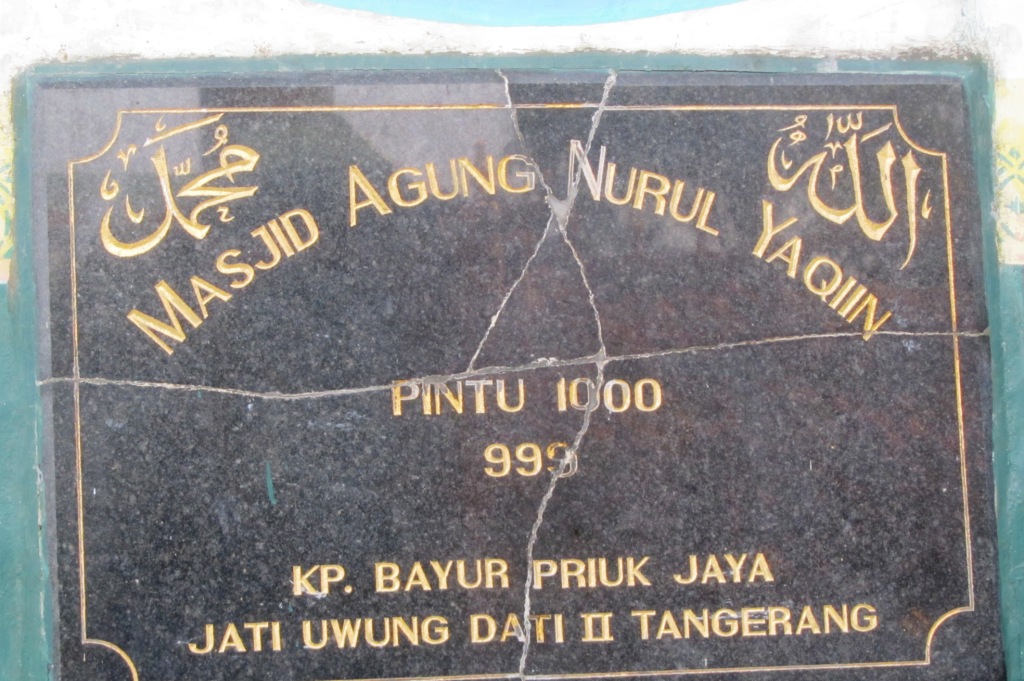 محمد
الله
MASJID AGUNG NURUL YAQIIN
PINTU 1000
999
KP. BAYUR PRIUK JAYA
JATI UWUNG DATI II TANGERANG